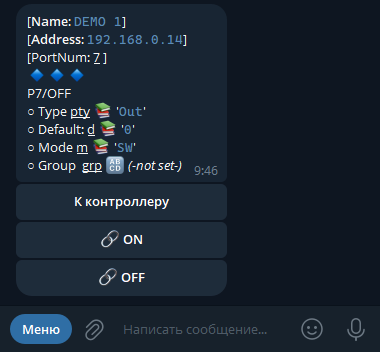 [Name: DEMO 1]
[Address: 192.168.0.14]
[PortNum: 7 ]
🔷 🔷 🔷
P7/OFF
○ Type pty 📚 'Out'
○ Default: d 📚 '0'
○ Mode m 📚 'SW'
○ Group grp 🔠 (-not set-)
9:46
К контроллеру
🔗 ON
🔗 OFF
Меню
Написать сообщение...